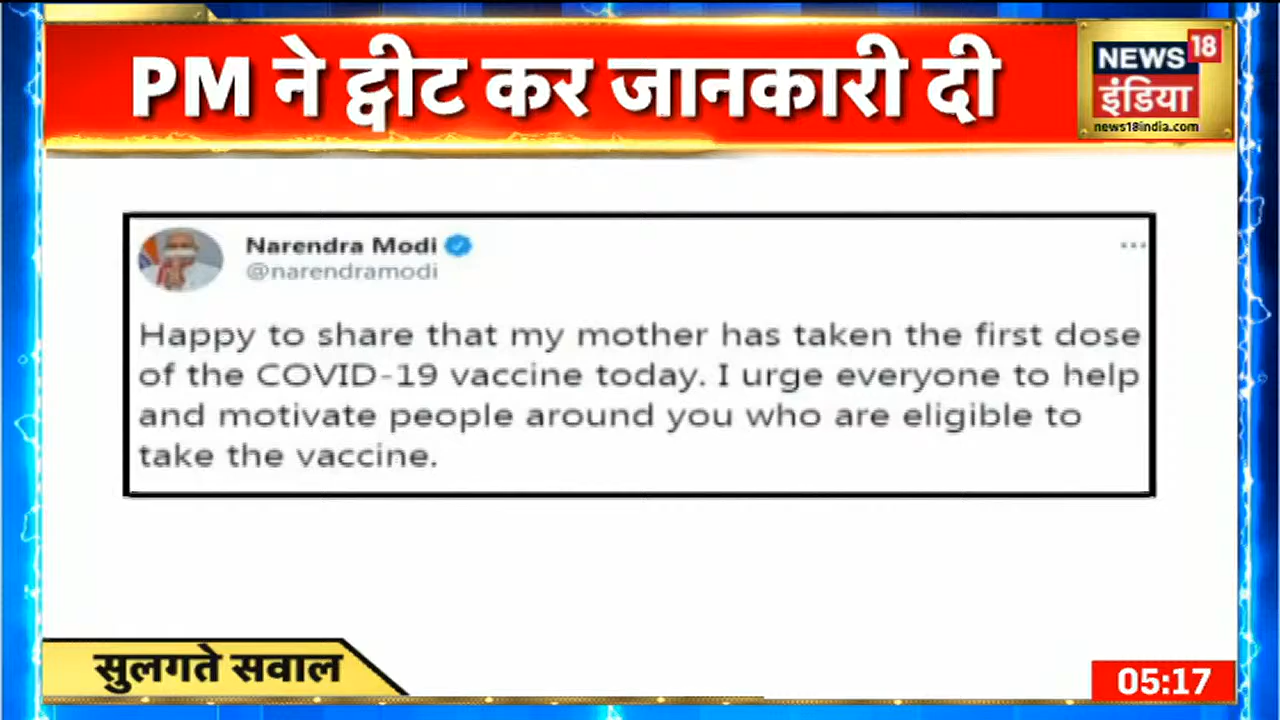 PM ने ट्वीट कर जानकारी दी
NEWS 18
इंडिया
news18india.com
Narendra Modi
@narendramodi
Happy to share that my mother has taken the first dose
of the COVID-19 vaccine today. I urge everyone to help
and motivate people around you who are eligible to
take the vaccine.
सुलगते सवाल
05:17